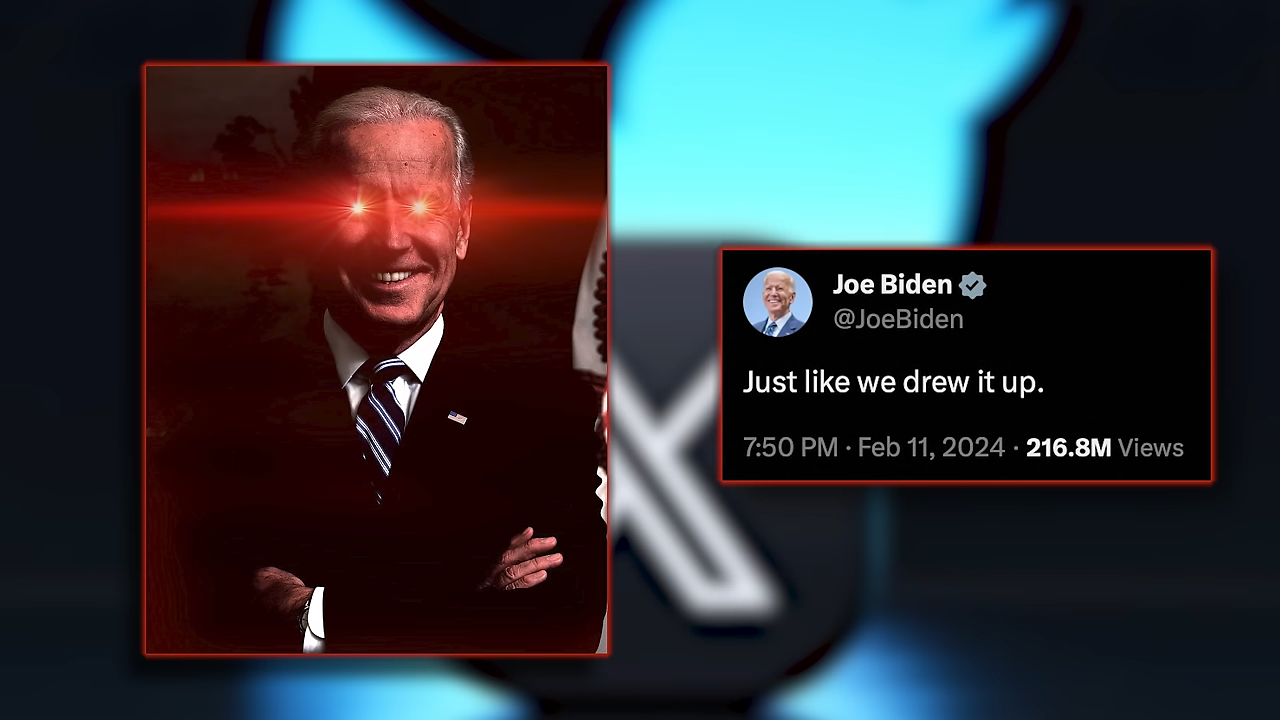 Joe Biden
@JoeBiden
Just like we drew it up.
7:50 PM · Feb 11, 2024 · 216.8M Views